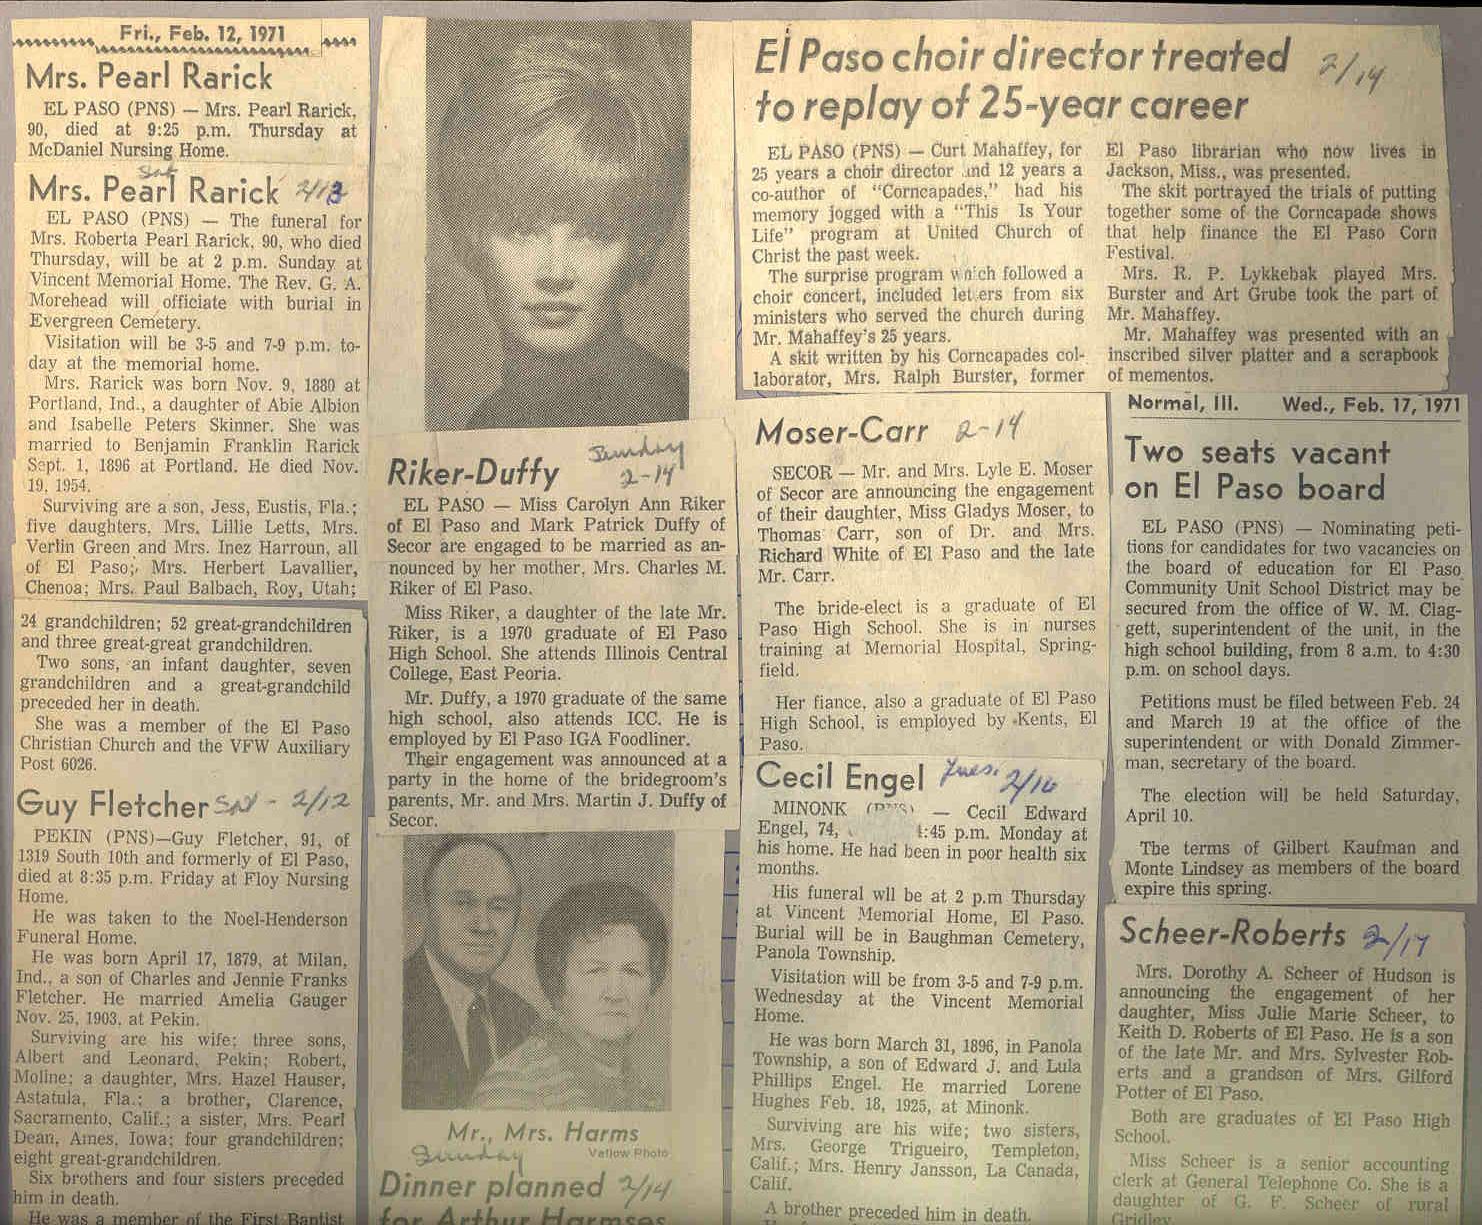 Fri., Feb. 12, 1971
Mrs. Pearl Rarick
EL PASO (PNS) — Mrs. Pearl Rarick,
90, died at 9:25 p.m. Thursday at
McDaniel Nursing Home.
Sat
Mrs. Pearl Rarick 2/13
EL PASO (PNS) — The funeral for
Mrs. Roberta Pearl Rarick, 90, who died
Thursday, will be at 2 p.m. Sunday at
Vincent Memorial Home. The Rev. G. A.
Morehead will officiate with burial in
Evergreen Cemetery.
Visitation will be 3-5 and 7-9 p.m. to-
day at the memorial home.
Mrs. Rarick was born Nov. 9, 1880 at
Portland, Ind., a daughter of Abie Albion
and Isabelle Peters Skinner. She was
married to Benjamin Franklin Rarick
Sept. 1, 1896 at Portland. He died Nov.
19, 1954.
Surviving are a son, Jess, Eustis, Fla.;
five daughters, Mrs. Lillie Letts, Mrs.
Verlin Green and Mrs. Inez Harroun, all
of El Paso; Mrs. Herbert Lavallier,
Chenoa; Mrs. Paul Balbach, Roy, Utah;
24 grandchildren; 52 great-grandchildren
and three great-great grandchildren.
Two sons, an infant daughter, seven
grandchildren and a great-grandchild
preceded her in death.
She was a member of the El Paso
Christian Church and the VFW Auxiliary
Post 6026.
Guy Fletcher Sat - 2/12
PEKIN (PNS)—Guy Fletcher, 91, of
1319 South 10th and formerly of El Paso,
died at 8:35 p.m. Friday at Floy Nursing
Home.
He was taken to the Noel-Henderson
Funeral Home.
He was born April 17, 1879, at Milan,
Ind., a son of Charles and Jennie Franks
Fletcher. He married Amelia Gauger
Nov. 25, 1903, at Pekin.
Surviving are his wife; three sons,
Albert and Leonard, Pekin; Robert,
Moline; a daughter, Mrs. Hazel Hauser,
Astatula, Fla.; a brother, Clarence,
Sacramento, Calif.; a sister, Mrs. Pearl
Dean, Ames, Iowa; four grandchildren;
eight great-grandchildren.
Six brothers and four sisters preceded
him in death.
He was a member of the First Baptist
Riker-Duffy Sunday
2-14
EL PASO — Miss Carolyn Ann Riker
of El Paso and Mark Patrick Duffy of
Secor are engaged to be married as an-
nounced by her mother, Mrs. Charles M.
Riker of El Paso.
Miss Riker, a daughter of the late Mr.
Riker, is a 1970 graduate of El Paso
High School. She attends Illinois Central
College, East Peoria.
Mr. Duffy, a 1970 graduate of the same
high school, also attends ICC. He is
employed by El Paso IGA Foodliner.
Their engagement was announced at a
party in the home of the bridegroom's
parents, Mr. and Mrs. Martin J. Duffy of
Secor.
Mr., Mrs. Harms
Sunday
Vallow Photo
Dinner planned 2/14
for Arthur Harmses
El Paso choir director treated
to replay of 25-year career
2/14
EL PASO (PNS) — Curt Mahaffey, for
25 years a choir director and 12 years a
co-author of "Corncapades," had his
memory jogged with a "This Is Your
Life" program at United Church of
Christ the past week.
The surprise program which followed a
choir concert, included letters from six
ministers who served the church during
Mr. Mahaffey's 25 years.
A skit written by his Corncapades col-
laborator, Mrs. Ralph Burster, former
El Paso librarian who now lives in
Jackson, Miss., was presented.
The skit portrayed the trials of putting
together some of the Corncapade shows
that help finance the El Paso Corn
Festival.
Mrs. R. P. Lykkebak played Mrs.
Burster and Art Grube took the part of
Mr. Mahaffey.
Mr. Mahaffey was presented with an
inscribed silver platter and a scrapbook
of mementos.
Moser-Carr 2-14
SECOR — Mr. and Mrs. Lyle E. Moser
of Secor are announcing the engagement
of their daughter, Miss Gladys Moser, to
Thomas Carr, son of Dr. and Mrs.
Richard White of El Paso and the late
Mr. Carr.
The bride-elect is a graduate of El
Paso High School. She is in nurses
training at Memorial Hospital, Spring-
field.
Her fiance, also a graduate of El Paso
High School, is employed by Kents, El
Paso.
Cecil Engel Tues. 2/16
MINONK (PNS) — Cecil Edward
Engel, 74, 4:45 p.m. Monday at
his home. He had been in poor health six
months.
His funeral wll be at 2 p.m Thursday
at Vincent Memorial Home, El Paso.
Burial will be in Baughman Cemetery,
Panola Township.
Visitation will be from 3-5 and 7-9 p.m.
Wednesday at the Vincent Memorial
Home.
He was born March 31, 1896, in Panola
Township, a son of Edward J. and Lula
Phillips Engel. He married Lorene
Hughes Feb. 18, 1925, at Minonk.
Surviving are his wife; two sisters,
Mrs. George Trigueiro, Templeton,
Calif.; Mrs. Henry Jansson, La Canada,
Calif.
A brother preceded him in death.
Normal, Ill. Wed., Feb. 17, 1971
Two seats vacant
on El Paso board
EL PASO (PNS) — Nominating peti-
tions for candidates for two vacancies on
the board of education for El Paso
Community Unit School District may be
secured from the office of W. M. Clag-
gett, superintendent of the unit, in the
high school building, from 8 a.m. to 4:30
p.m. on school days.
Petitions must be filed between Feb. 24
and March 19 at the office of the
superintendent or with Donald Zimmer-
man, secretary of the board.
The election will be held Saturday,
April 10.
The terms of Gilbert Kaufman and
Monte Lindsey as members of the board
expire this spring.
Scheer-Roberts 2/17
Mrs. Dorothy A. Scheer of Hudson is
announcing the engagement of her
daughter, Miss Julie Marie Scheer, to
Keith D. Roberts of El Paso. He is a son
of the late Mr. and Mrs. Sylvester Rob-
erts and a grandson of Mrs. Gilford
Potter of El Paso.
Both are graduates of El Paso High
School.
Miss Scheer is a senior accounting
clerk at General Telephone Co. She is a
daughter of G. F. Scheer of rural
Gridley.